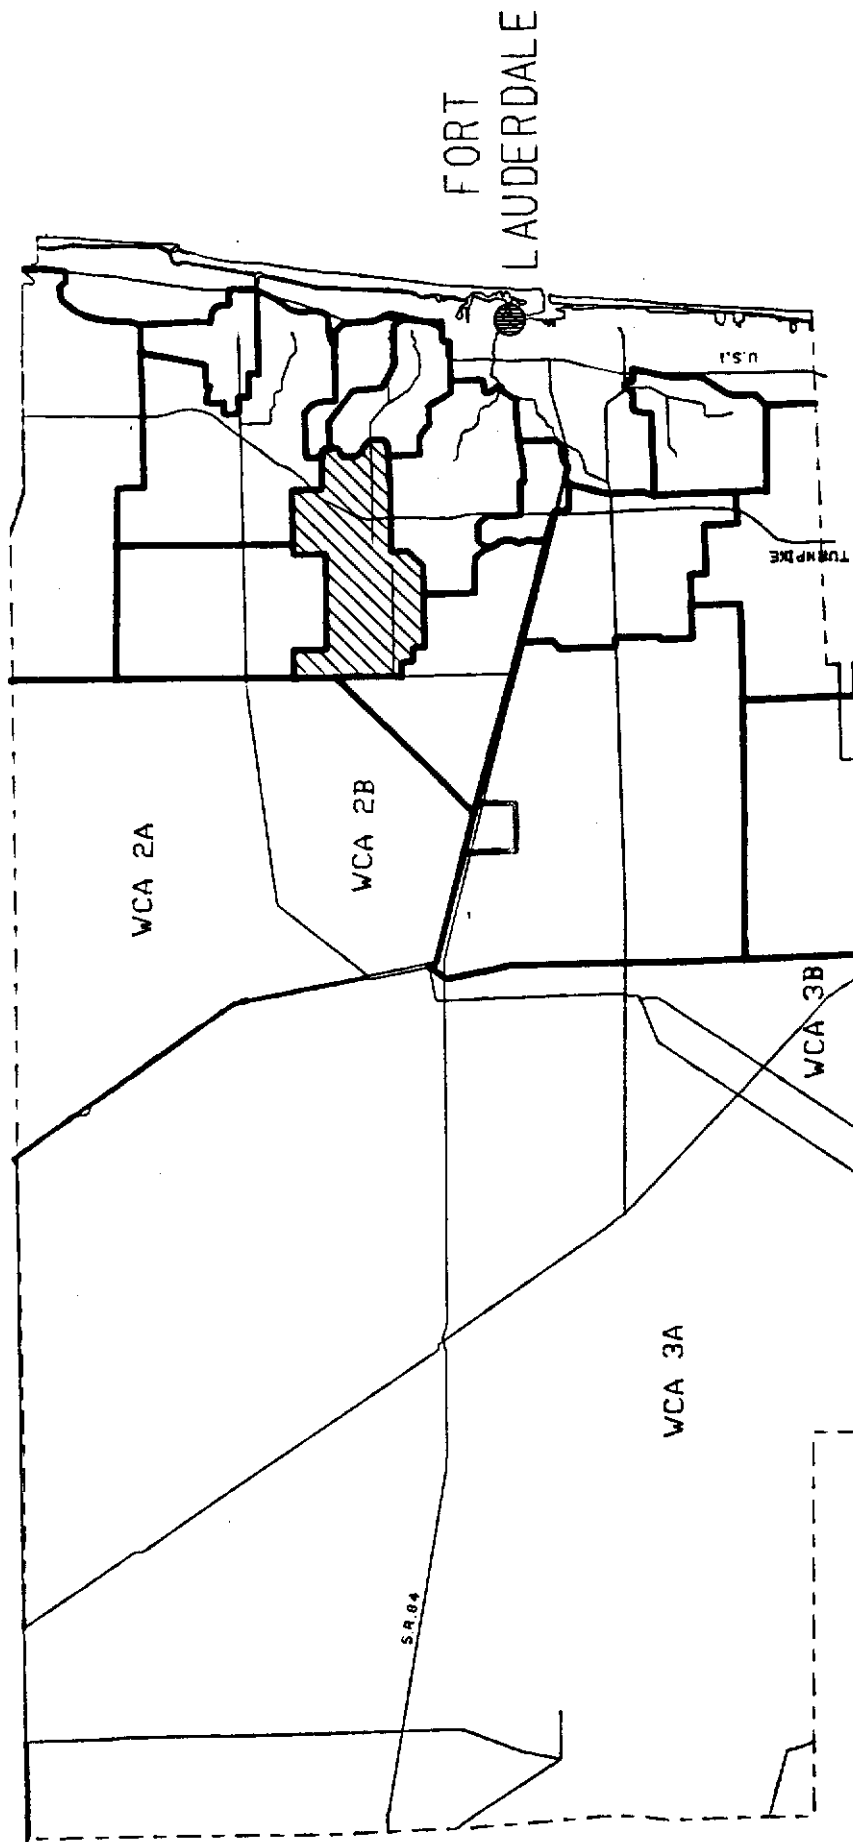 FORT
LAUDERDALE
U.S.1
TURNPIKE
WCA 2A
WCA 2B
WCA 3B
WCA 3A
S.R.84